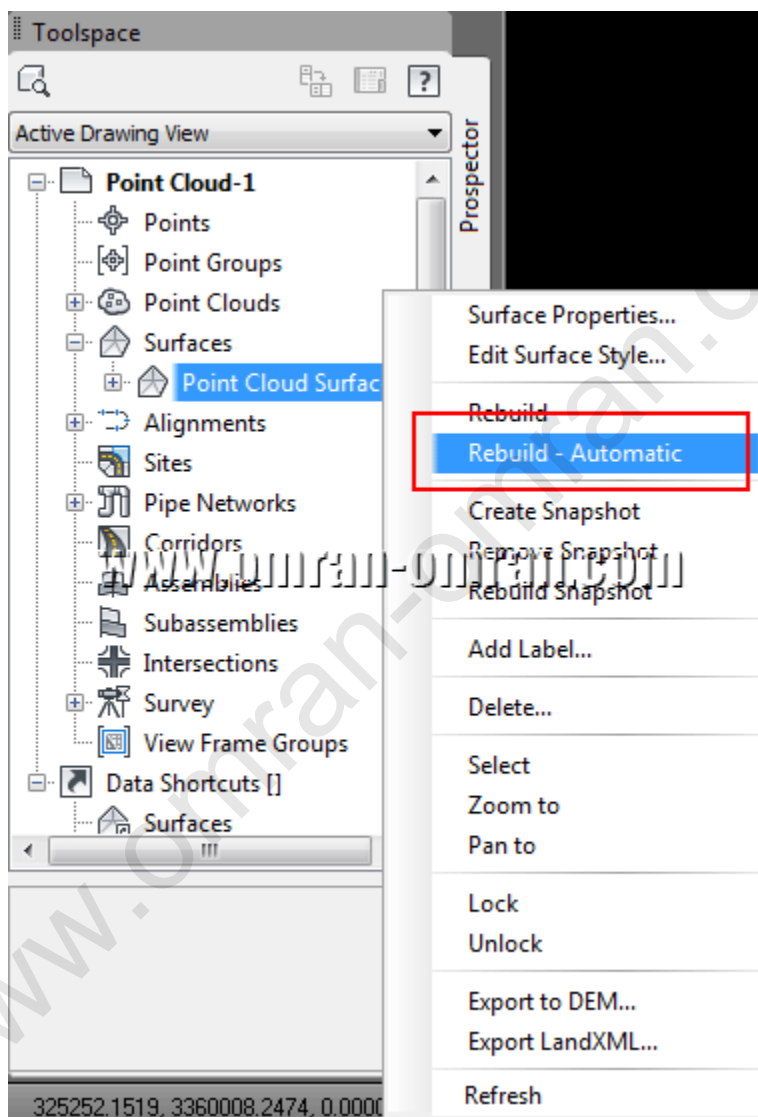 Toolspace
Active Drawing View
Prospector
Point Cloud-1
Points
Point Groups
Point Clouds
Surfaces
Point Cloud Surfac
Alignments
Sites
Pipe Networks
Corridors
Assemblies
Subassemblies
Intersections
Survey
View Frame Groups
Data Shortcuts []
Surfaces
Surface Properties...
Edit Surface Style...
Rebuild
Rebuild - Automatic
Create Snapshot
Remove Snapshot
Rebuild Snapshot
Add Label...
Delete...
Select
Zoom to
Pan to
Lock
Unlock
Export to DEM...
Export LandXML...
Refresh
325252.1519, 3360008.2474, 0.0000
www.omran-omran.com
www.omran-omran.c